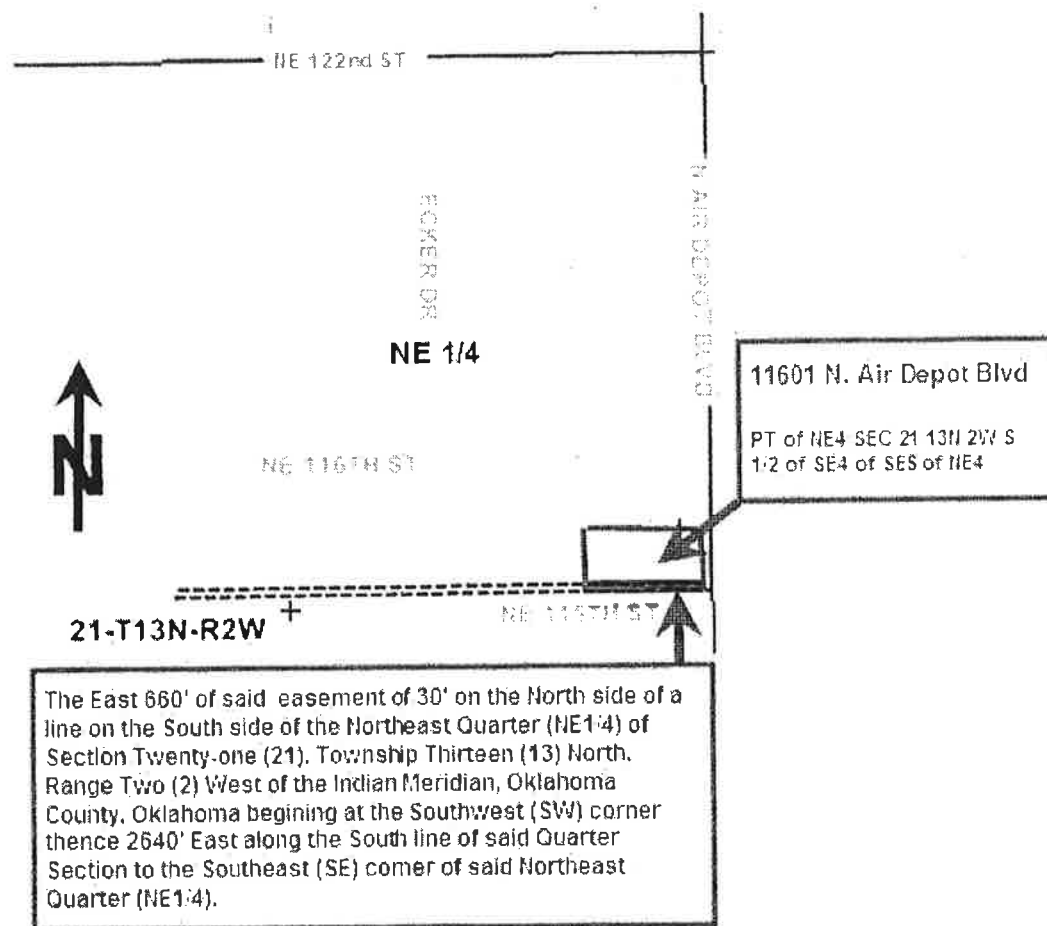 NE 122nd ST
N AIR DEPOT BLVD
ECKER DR
NE 1/4
11601 N. Air Depot Blvd
PT of NE4 SEC 21 13N 2W S
1/2 of SE4 of SES of NE4
N
NE 116TH ST
NE 115TH ST
21-T13N-R2W
The East 660' of said easement of 30' on the North side of a
line on the South side of the Northeast Quarter (NE1/4) of
Section Twenty-one (21), Township Thirteen (13) North,
Range Two (2) West of the Indian Meridian, Oklahoma
County, Oklahoma begining at the Southwest (SW) corner
thence 2640' East along the South line of said Quarter
Section to the Southeast (SE) corner of said Northeast
Quarter (NE1/4).